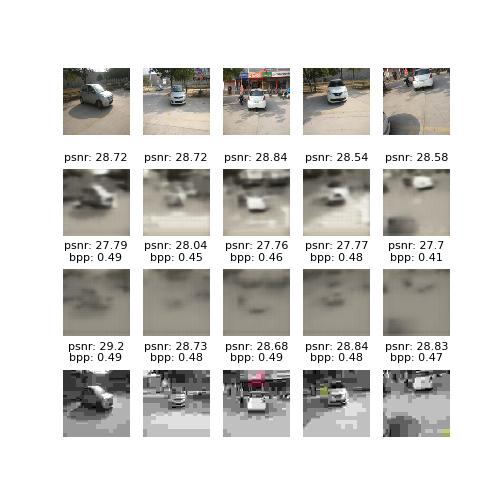 psnr: 28.72 psnr: 28.72 psnr: 28.84 psnr: 28.54 psnr: 28.58
psnr: 27.79 psnr: 28.04 psnr: 27.76 psnr: 27.77 psnr: 27.7
bpp: 0.49 bpp: 0.45 bpp: 0.46 bpp: 0.48 bpp: 0.41
psnr: 29.2 psnr: 28.73 psnr: 28.68 psnr: 28.84 psnr: 28.83
bpp: 0.49 bpp: 0.48 bpp: 0.49 bpp: 0.48 bpp: 0.47